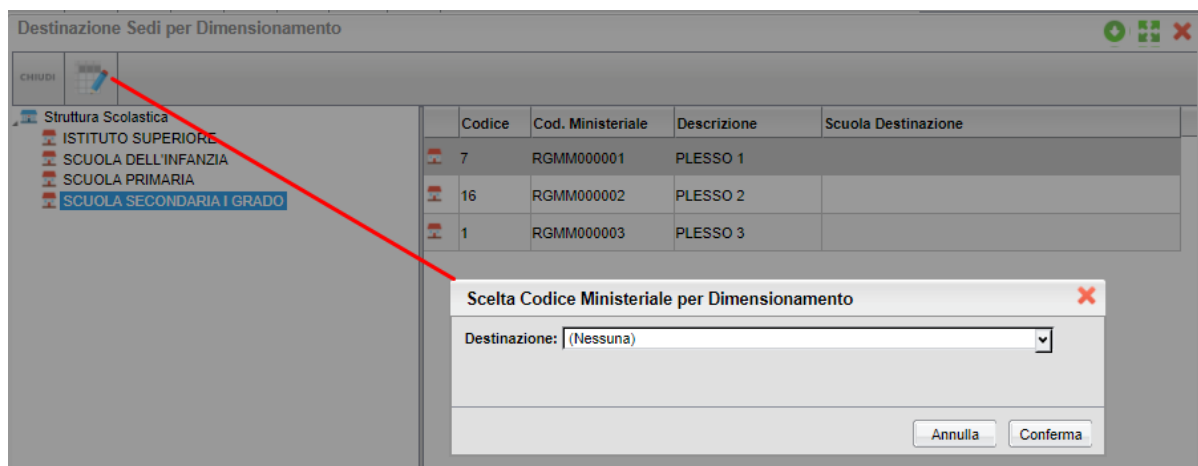 Destinazione Sedi per Dimensionamento
CHIUDI
Struttura Scolastica
ISTITUTO SUPERIORE
SCUOLA DELL'INFANZIA
SCUOLA PRIMARIA
SCUOLA SECONDARIA I GRADO
Codice Cod. Ministeriale Descrizione Scuola Destinazione
7 RGMM000001 PLESSO 1
16 RGMM000002 PLESSO 2
1 RGMM000003 PLESSO 3
Scelta Codice Ministeriale per Dimensionamento
Destinazione: (Nessuna)
Annulla Conferma